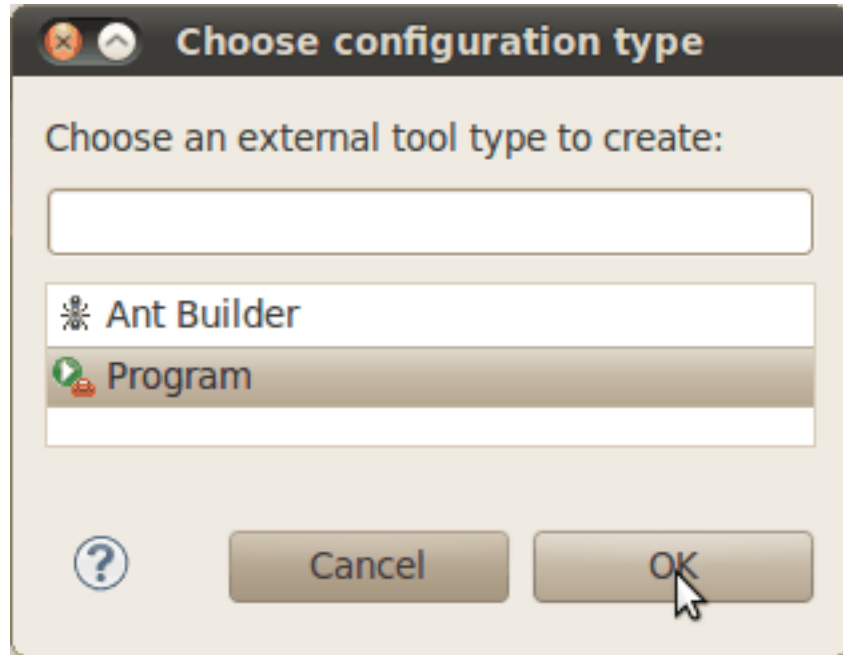 Choose configuration type
Choose an external tool type to create:
Ant Builder
Program
?
Cancel OK